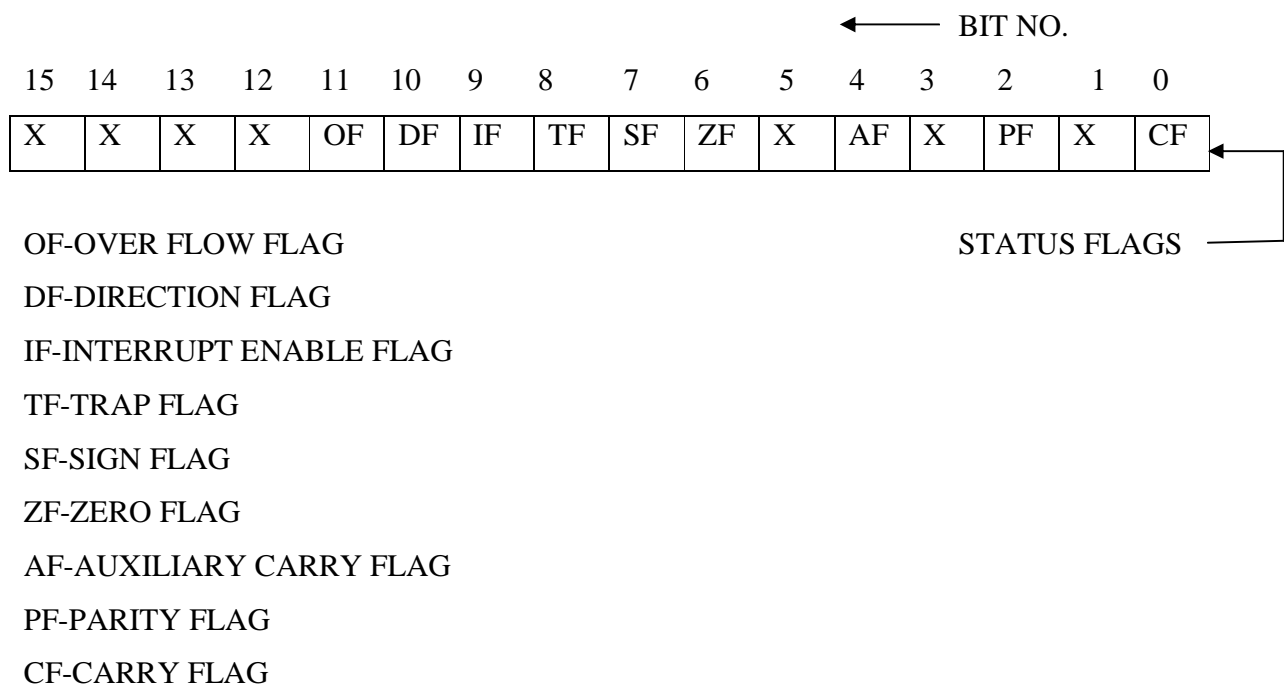 BIT NO.
15 14 13 12 11 10 9 8 7 6 5 4 3 2 1 0
X X X X OF DF IF TF SF ZF X AF X PF X CF
OF-OVER FLOW FLAG STATUS FLAGS
DF-DIRECTION FLAG
IF-INTERRUPT ENABLE FLAG
TF-TRAP FLAG
SF-SIGN FLAG
ZF-ZERO FLAG
AF-AUXILIARY CARRY FLAG
PF-PARITY FLAG
CF-CARRY FLAG